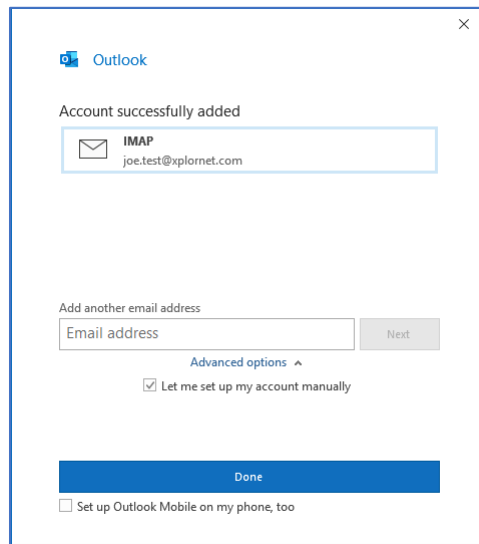 Outlook
Account successfully added
IMAP
joe.test@xplornet.com
Add another email address
Email address
Next
Advanced options
Let me set up my account manually
Done
Set up Outlook Mobile on my phone, too